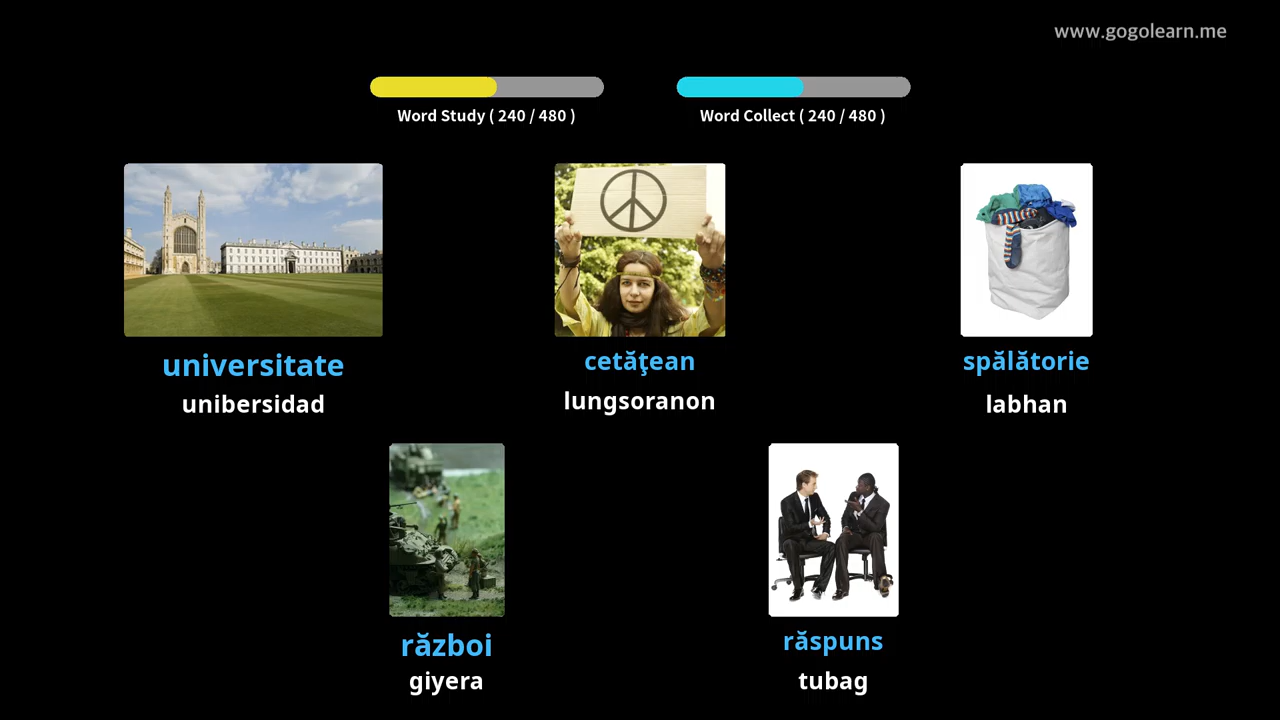 www.gogolearn.me
Word Study ( 240 / 480 )
Word Collect ( 240 / 480 )
universitate
unibersidad
cetăţean
lungsoranon
spălătorie
labhan
război
giyera
răspuns
tubag